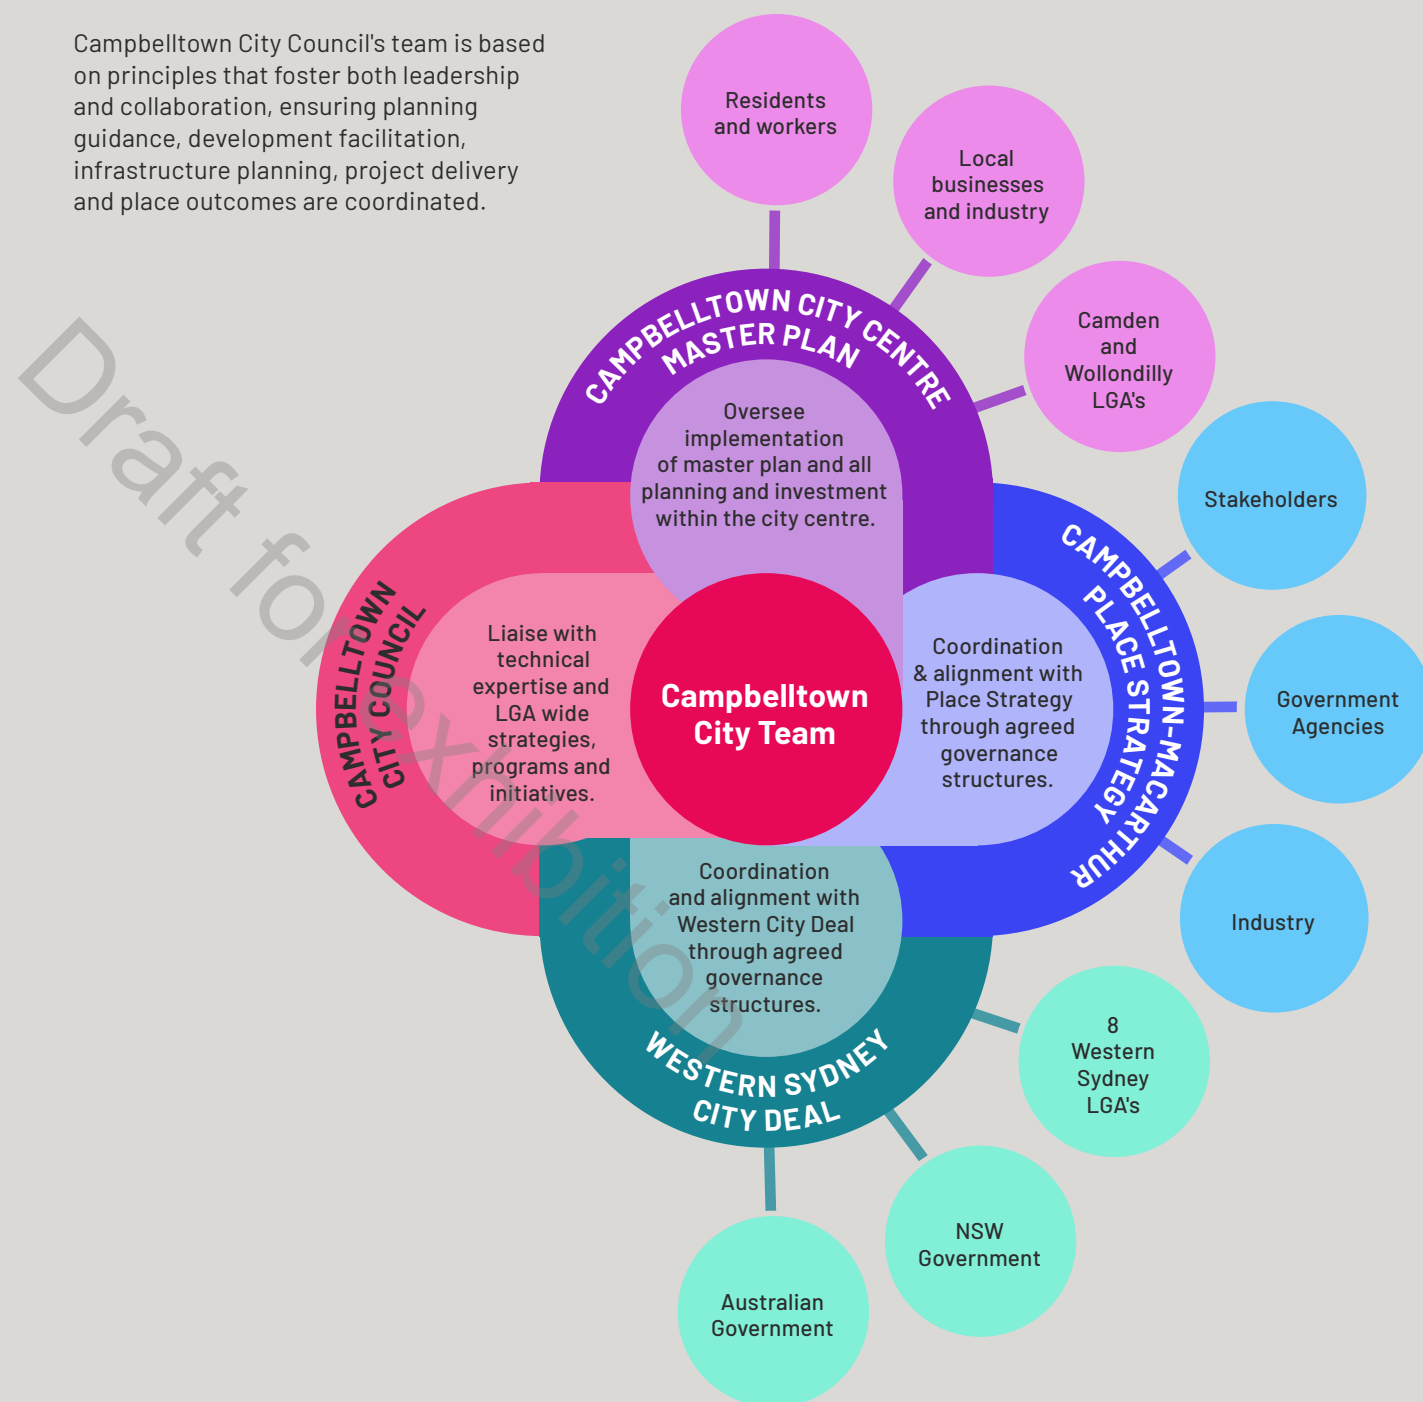 Campbelltown City Council's team is based
on principles that foster both leadership
and collaboration, ensuring planning
guidance, development facilitation,
infrastructure planning, project delivery
and place outcomes are coordinated.
Residents
and workers
Local
businesses
and industry
Camden
and
Wollondilly
LGA's
CAMPBELLTOWN CITY CENTRE
MASTER PLAN
Oversee
implementation
of master plan and all
planning and investment
within the city centre.
Stakeholders
Government
Agencies
Industry
CAMPBELLTOWN-MACARTHUR
PLACE STRATEGY
Coordination
& alignment with
Place Strategy
through agreed
governance
structures.
Campbelltown
City Team
CAMPBELLTOWN
CITY COUNCIL
Liaise with
technical
expertise and
LGA wide
strategies,
programs and
initiatives.
Coordination
and alignment with
Western City Deal
through agreed
governance
structures.
WESTERN SYDNEY
CITY DEAL
8
Western
Sydney
LGA's
NSW
Government
Australian
Government
Draft for exhibition